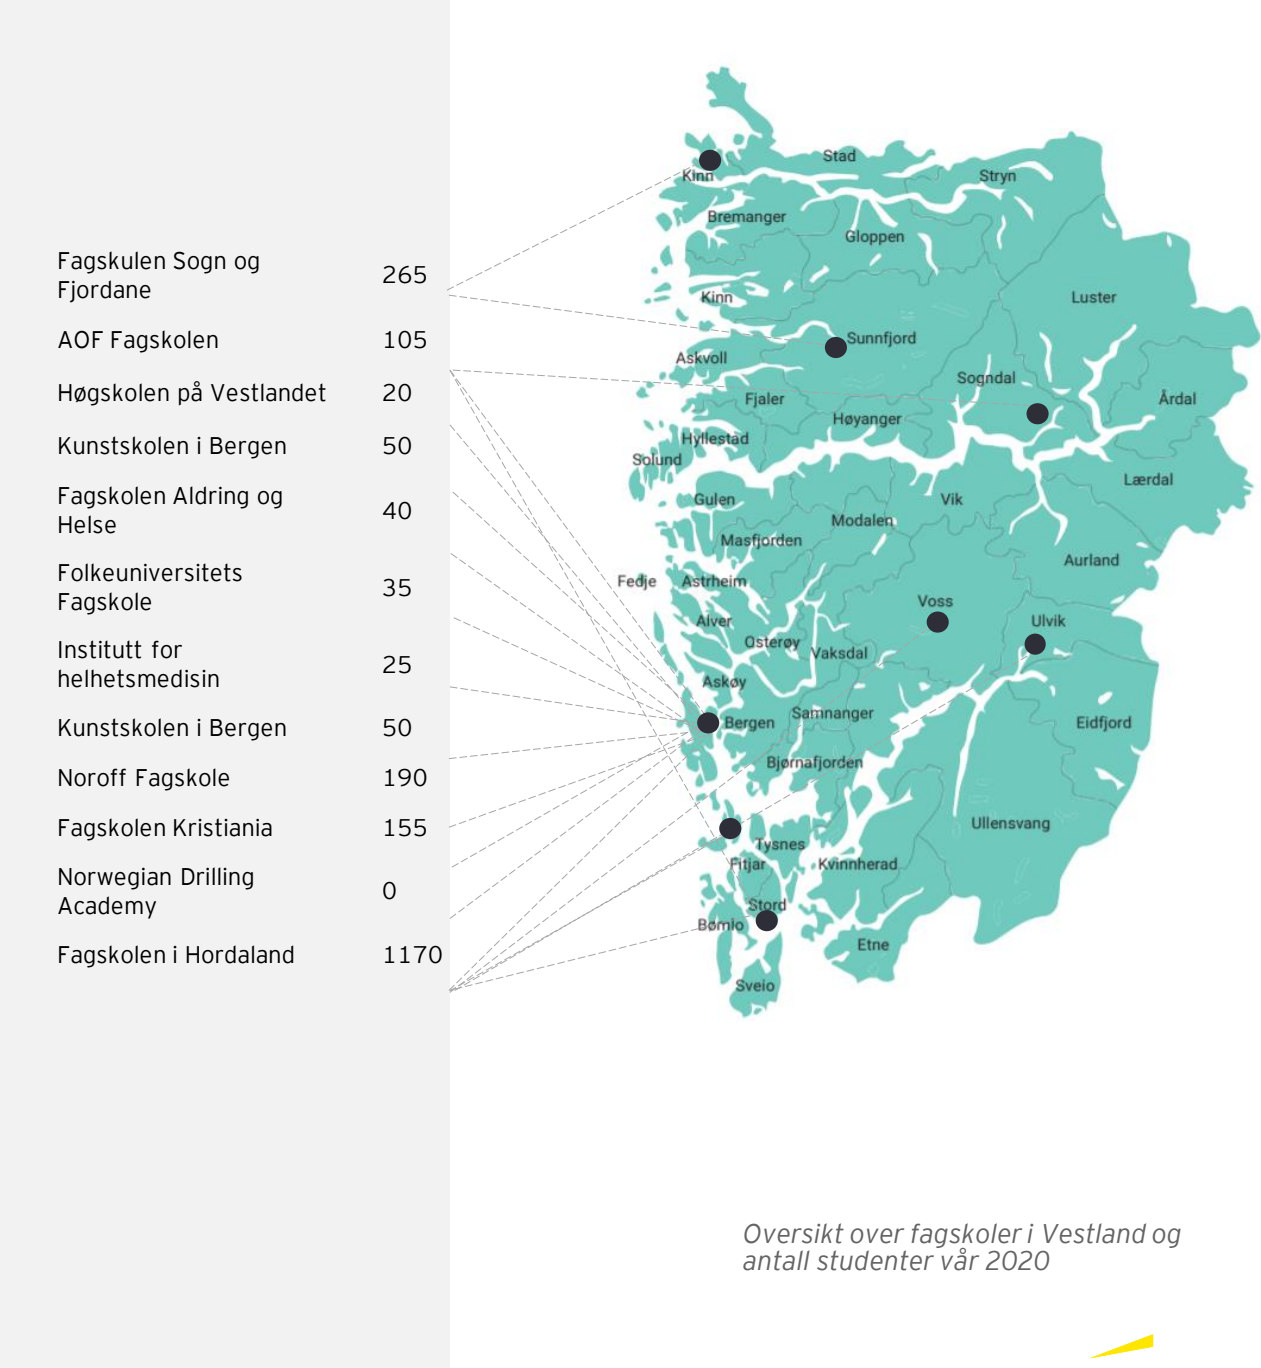 Fagskulen Sogn og
Fjordane
265
AOF Fagskolen
105
Høgskolen på Vestlandet
20
Kunstskolen i Bergen
50
Fagskolen Aldring og
Helse
40
Folkeuniversitets
Fagskole
35
Institutt for
helhetsmedisin
25
Kunstskolen i Bergen
50
Noroff Fagskole
190
Fagskolen Kristiania
155
Norwegian Drilling
Academy
0
Fagskolen i Hordaland
1170
Stad
Kinn
Stryn
Bremanger
Gloppen
Kinn
Luster
Sunnfjord
Askvoll
Sogndal
Fjaler
Årdal
Høyanger
Hyllestad
Solund
Lærdal
Gulen
Vik
Modalen
Masfjorden
Aurland
Fedje
Astrheim
Voss
Alver
Ulvik
Osterøy
Vaksdal
Askøy
Samnanger
Bergen
Eidfjord
Bjørnafjorden
Ullensvang
Tysnes
Fitjar
Kvinnherad
Stord
Bømlo
Etne
Sveio
Oversikt over fagskoler i Vestland og
antall studenter vår 2020